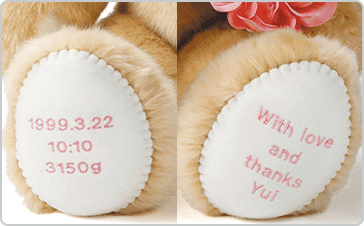 1999.3.22
10:10
3150g
With love
and
thanks
Yui